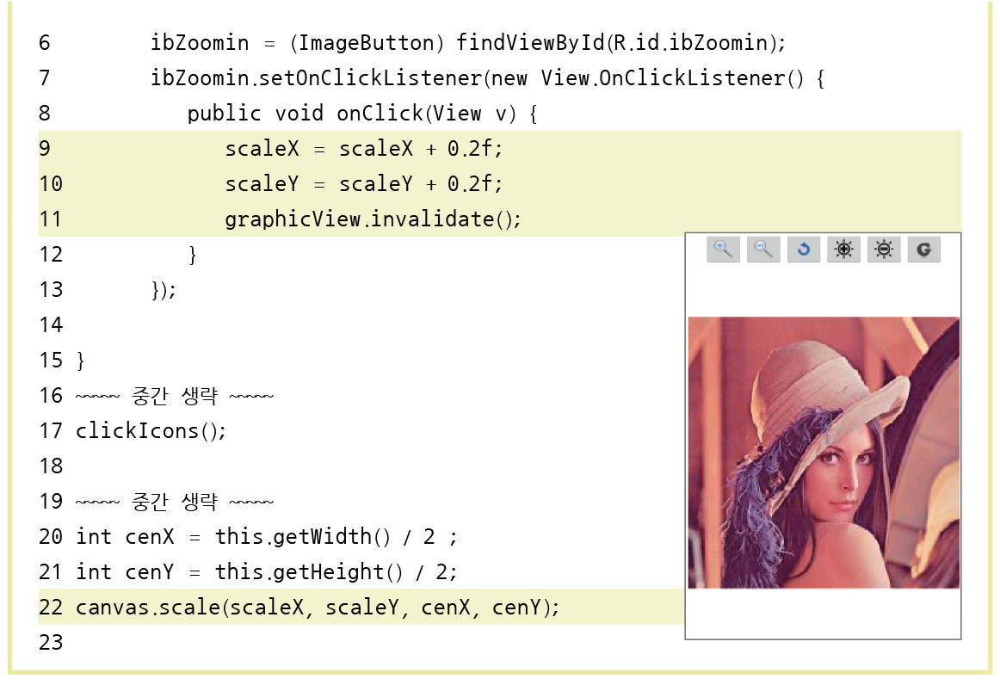 6 ibZoomin = (ImageButton) findViewById(R.id.ibZoomin);
7 ibZoomin.setOnClickListener(new View.OnClickListener() {
8 public void onClick(View v) {
9 scaleX = scaleX + 0.2f;
10 scaleY = scaleY + 0.2f;
11 graphicView.invalidate();
12 }
13 });
14
15 }
16 ~~~~~ 중간 생략 ~~~~~
17 clickIcons();
18
19 ~~~~~ 중간 생략 ~~~~~
20 int cenX = this.getWidth() / 2 ;
21 int cenY = this.getHeight() / 2;
22 canvas.scale(scaleX, scaleY, cenX, cenY);
23
G